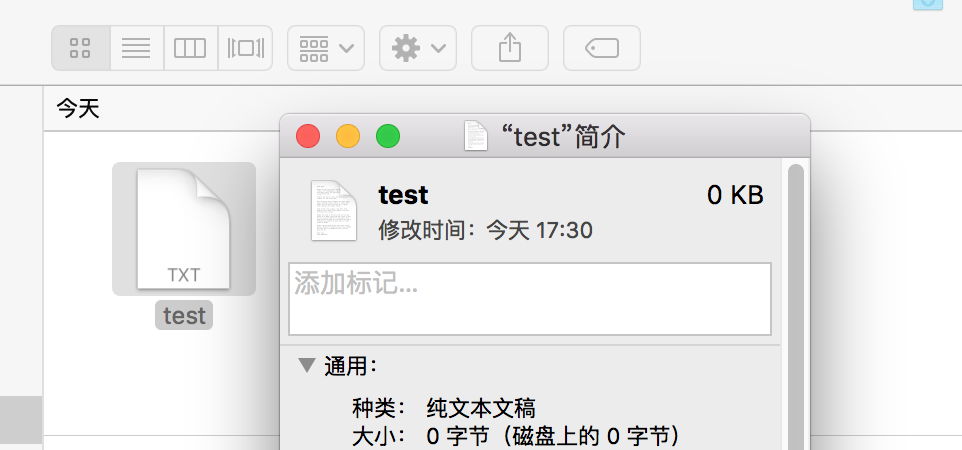 今天
“test”简介
test 0 KB
修改时间：今天 17:30
添加标记...
TXT
test
通用：
种类： 纯文本文稿
大小： 0 字节（磁盘上的 0 字节）